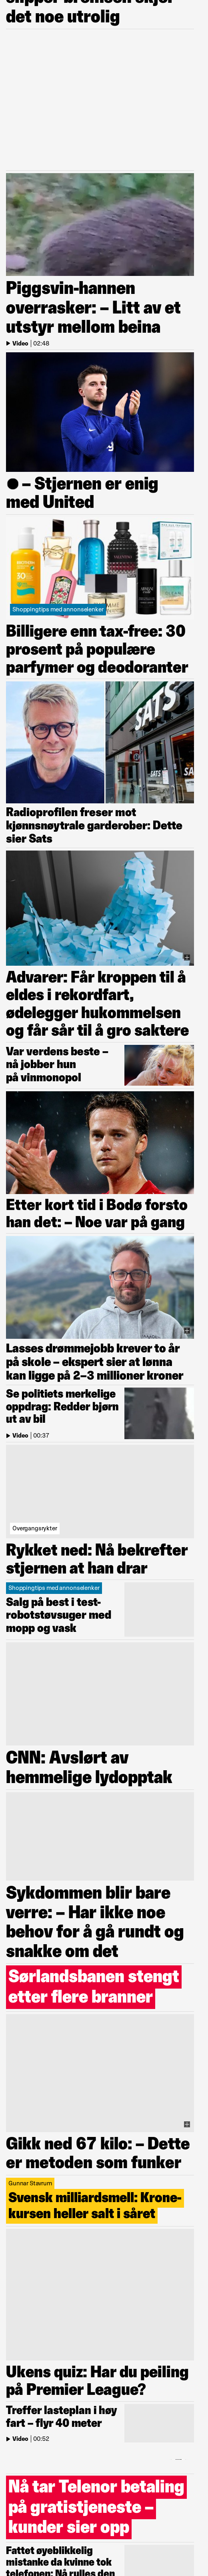 slipper bremsen skjer
det noe utrolig
Piggsvin-hannen
overrasker: – Litt av et
utstyr mellom beina
Video | 02:48
● – Stjernen er enig
med United
Shoppingtips med annonselenker
Billigere enn tax-free: 30
prosent på populære
parfymer og deodoranter
SATS
SATS
SA
Radioprofilen freser mot
kjønnsnøytrale garderober: Dette
sier Sats
Advarer: Får kroppen til å
eldes i rekordfart,
ødelegger hukommelsen
og får sår til å gro saktere
Var verdens beste –
nå jobber hun
på vinmonopol
Etter kort tid i Bodø forsto
han det: – Noe var på gang
Lasses drømmejobb krever to år
på skole – ekspert sier at lønna
kan ligge på 2–3 millioner kroner
Se politiets merkelige
oppdrag: Redder bjørn
ut av bil
Video | 00:37
Overgangsrykter
Rykket ned: Nå bekrefter
stjernen at han drar
Shoppingtips med annonselenker
Salg på best i test-
robotstøvsuger med
mopp og vask
CNN: Avslørt av
hemmelige lydopptak
Sykdommen blir bare
verre: – Har ikke noe
behov for å gå rundt og
snakke om det
Sørlandsbanen stengt
etter flere branner
Gikk ned 67 kilo: – Dette
er metoden som funker
Gunnar Stavrum
Svensk milliardsmell: Krone-
kursen heller salt i såret
Ukens quiz: Har du peiling
på Premier League?
Treffer lasteplan i høy
fart – flyr 40 meter
Video | 00:52
Nå tar Telenor betaling
på gratistjeneste –
kunder sier opp
Fattet øyeblikkelig
mistanke da kvinne tok
telefonen: Nå rulles den